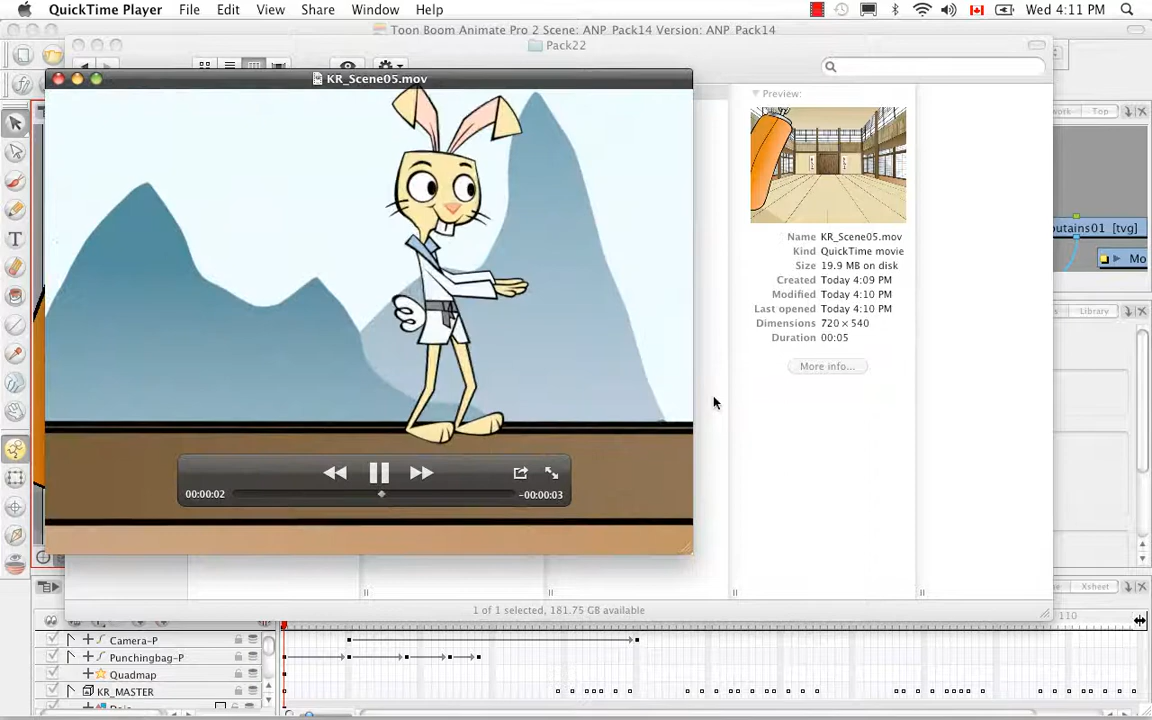 QuickTime Player File Edit View Share Window Help Wed 4:11 PM
Toon Boom Animate Pro 2 Scene: ANP_Pack14 Version: ANP_Pack14
Pack22
KR_Scene05.mov
Preview:
Name KR_Scene05.mov
Kind QuickTime movie
Size 19.9 MB on disk
Created Today 4:09 PM
Modified Today 4:10 PM
Last opened Today 4:10 PM
Dimensions 720 × 540
Duration 00:05
More info...
00:00:02 -00:00:03
1 of 1 selected, 181.75 GB available
Top
[tvg]
Mo
Library
Xsheet
110
Camera-P
Punchingbag-P
Quadmap
KR_MASTER